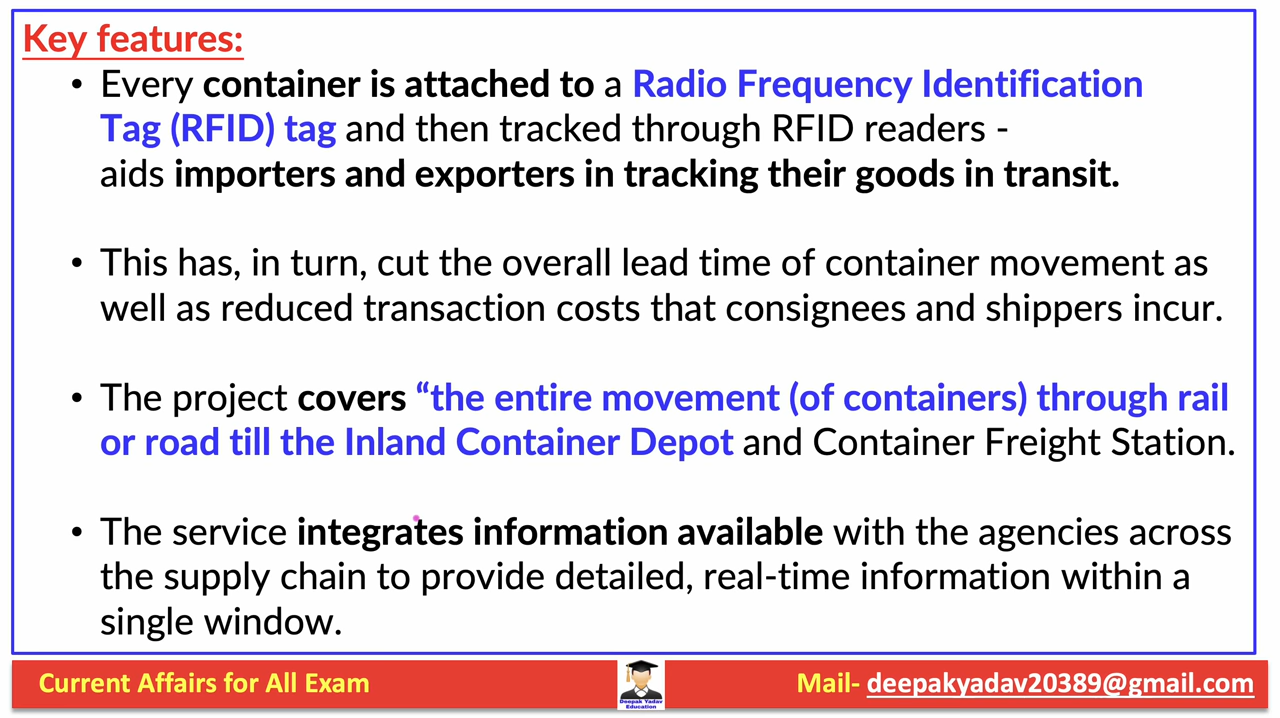 Key features:
• Every container is attached to a Radio Frequency Identification
Tag (RFID) tag and then tracked through RFID readers -
aids importers and exporters in tracking their goods in transit.
• This has, in turn, cut the overall lead time of container movement as
well as reduced transaction costs that consignees and shippers incur.
• The project covers “the entire movement (of containers) through rail
or road till the Inland Container Depot and Container Freight Station.
• The service integrates information available with the agencies across
the supply chain to provide detailed, real-time information within a
single window.
Current Affairs for All Exam
Deepak Yadav
Education
Mail- deepakyadav20389@gmail.com